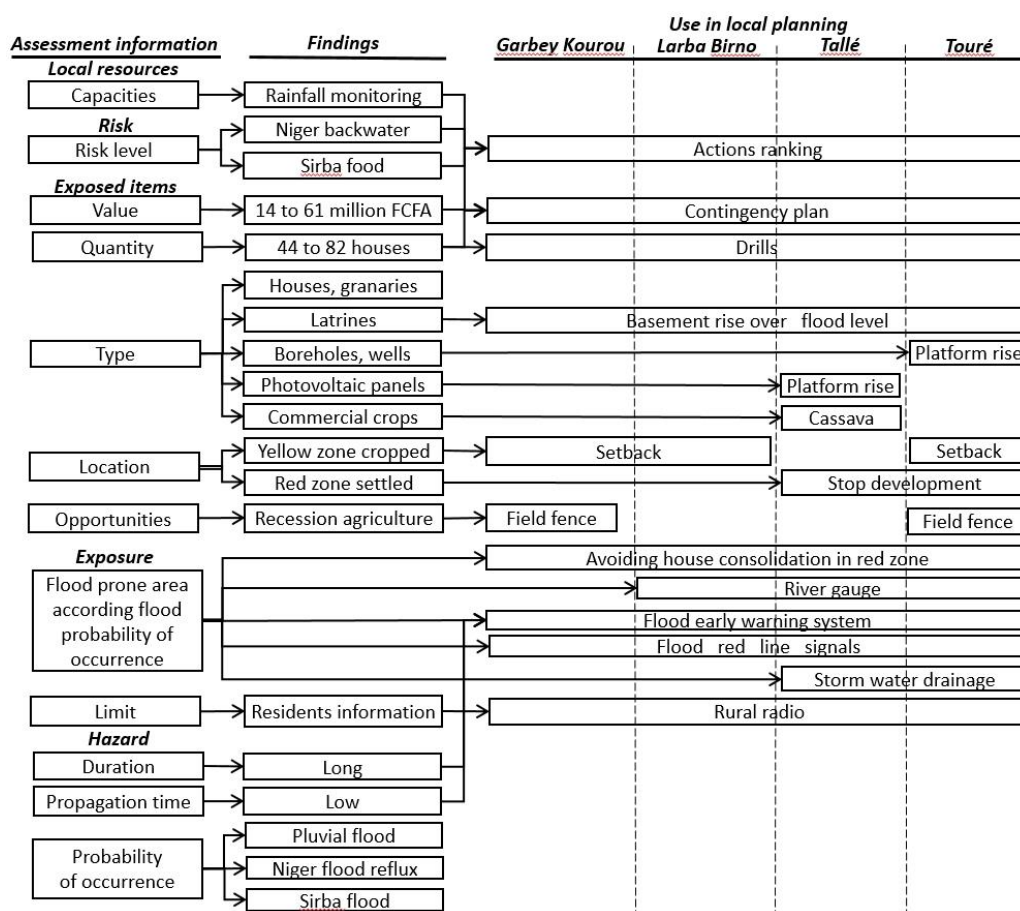 Use in local planning
Assessment information Findings Garbey Kourou Larba Birno Tallé Touré
Local resources
Capacities Rainfall monitoring
Risk Niger backwater
Risk level Actions ranking
Sirba food
Exposed items
Value 14 to 61 million FCFA Contingency plan
Quantity 44 to 82 houses Drills
Houses, granaries
Latrines Basement rise over flood level
Type Boreholes, wells Platform rise
Photovoltaic panels Platform rise
Commercial crops Cassava
Yellow zone cropped Setback Setback
Location
Red zone settled Stop development
Opportunities Recession agriculture Field fence Field fence
Exposure Avoiding house consolidation in red zone
Flood prone area River gauge
according flood
probability of Flood early warning system
occurrence Flood red line signals
Storm water drainage
Limit Residents information Rural radio
Hazard
Duration Long
Propagation time Low
Pluvial flood
Probability
of occurrence Niger flood reflux
Sirba flood